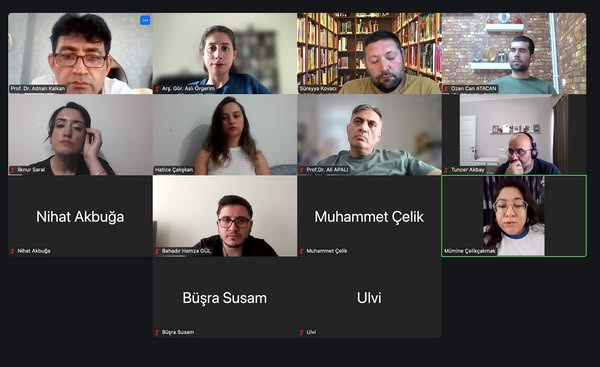 Prof. Dr. Adnan Kalkan
Arş. Gör. Aslı Örgerim
Süreyya Kovacı
Ozan Can ATACAN
İlknur Saral
Hatice Çalışkan
Prof.Dr. Ali APALI
Tuncer Akbay
Nihat Akbuğa
Nihat Akbuğa
Bahadır Hamza GÜL
Muhammet Çelik
Muhammet Çelik
Mümine Çelikçakmak
Büşra Susam
Büşra Susam
Ulvi
Ulvi